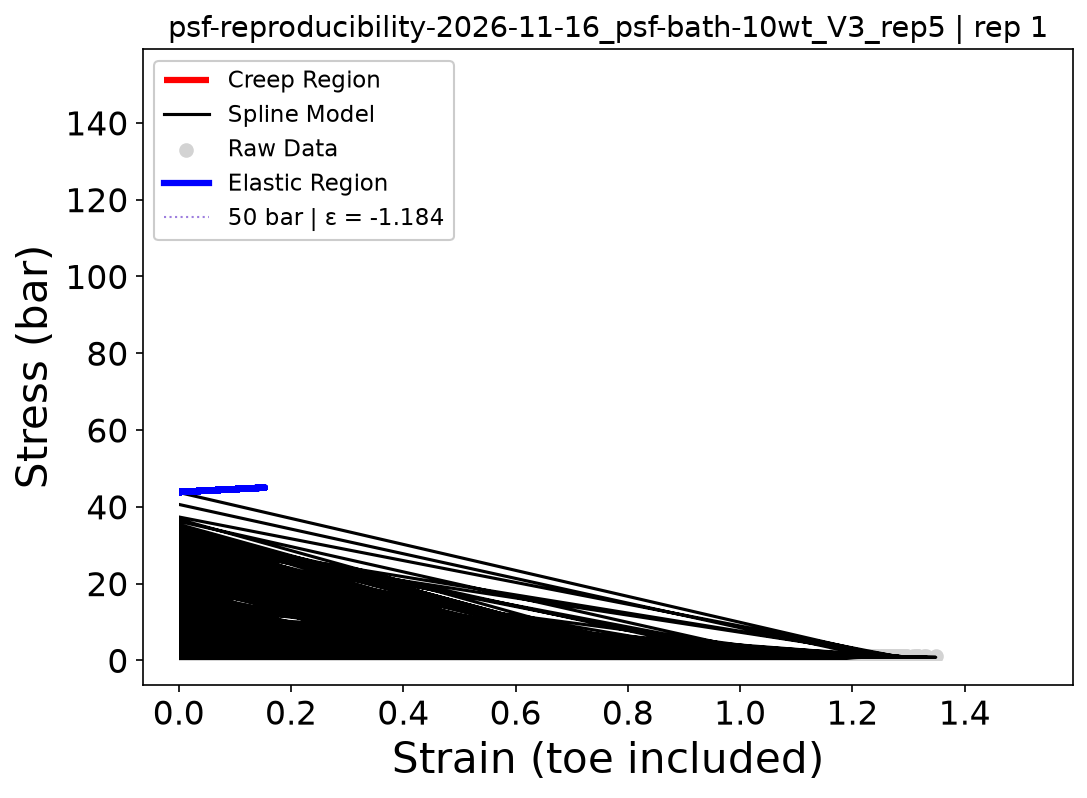 psf-reproducibility-2026-11-16_psf-bath-10wt_V3_rep5 | rep 1
Creep Region
Spline Model
Raw Data
Elastic Region
50 bar | ε = -1.184
Stress (bar)
140
120
100
80
60
40
20
0
0.0 0.2 0.4 0.6 0.8 1.0 1.2 1.4
Strain (toe included)